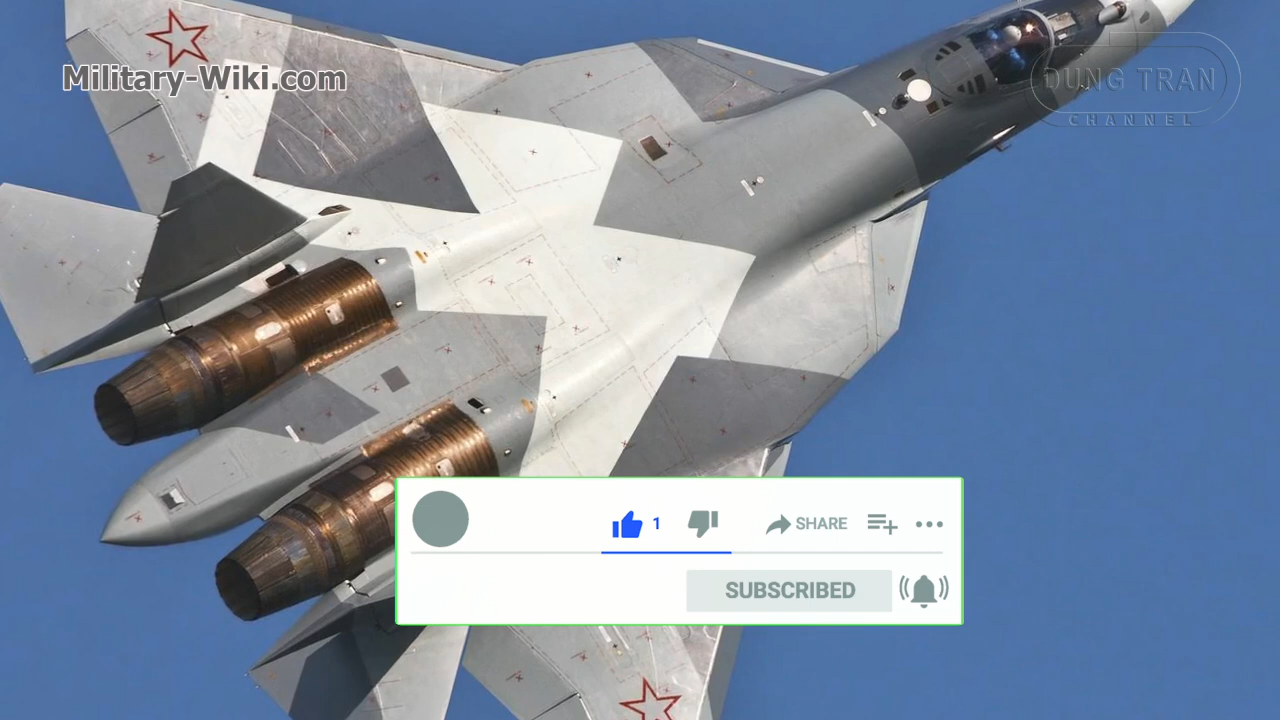 Military-Wiki.com
DUNG TRAN
CHANNEL
1
SHARE
SUBSCRIBED